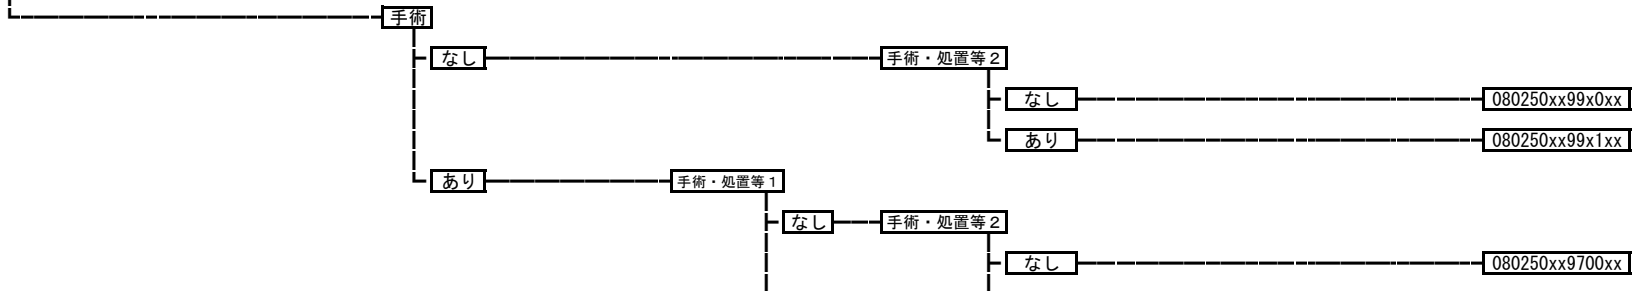 手術
なし 手術・処置等２
なし 080250xx99x0xx
あり 080250xx99x1xx
あり 手術・処置等１
なし 手術・処置等２
なし 080250xx9700xx